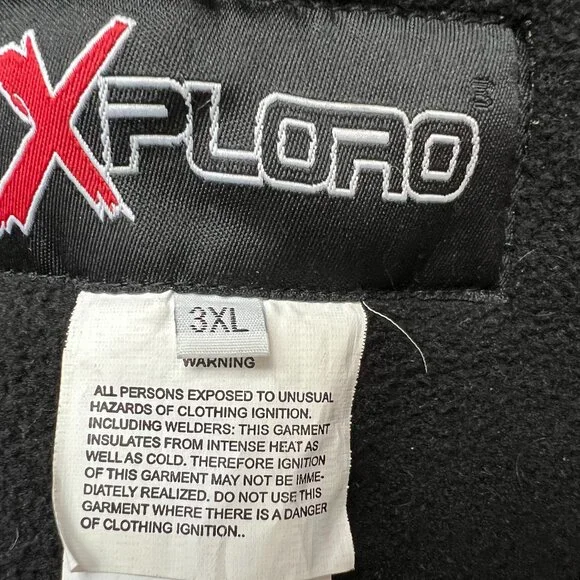 XPLORO
3XL
WARNING
ALL PERSONS EXPOSED TO UNUSUAL
HAZARDS OF CLOTHING IGNITION.
INCLUDING WELDERS: THIS GARMENT
INSULATES FROM INTENSE HEAT AS
WELL AS COLD. THEREFORE IGNITION
OF THIS GARMENT MAY NOT BE IMME-
DIATELY REALIZED. DO NOT USE THIS
GARMENT WHERE THERE IS A DANGER
OF CLOTHING IGNITION..